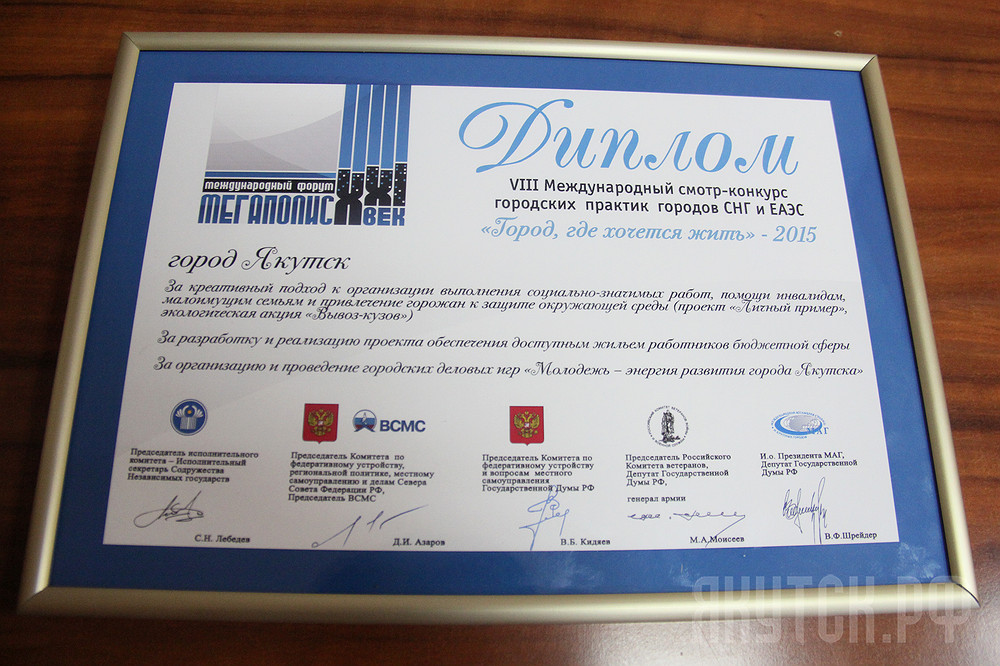 международный форум
МЕГАПОЛИС XXI ВЕК
Диплом
VIII Международный смотр-конкурс
городских практик городов СНГ и ЕАЭС
«Город, где хочется жить» - 2015
город Якутск
За креативный подход к организации выполнения социально-значимых работ, помощи инвалидам,
малоимущим семьям и привлечение горожан к защите окружающей среды (проект «Личный пример»,
экологическая акция «Вывоз-кузов»)
За разработку и реализацию проекта обеспечения доступным жильем работников бюджетной сферы
За организацию и проведение городских деловых игр «Молодежь – энергия развития города Якутска»
ВСМС
МАГ
Председатель исполнительного
комитета – Исполнительный
секретарь Содружества
Независимых государств
С.Н. Лебедев
Председатель Комитета по
федеративному устройству,
региональной политике, местному
самоуправлению и делам Севера
Совета Федерации РФ,
Председатель ВСМС
Д.И. Азаров
Председатель Комитета по
федеративному устройству
и вопросам местного
самоуправления
Государственной Думы РФ
В.Б. Кидяев
Председатель Российского
Комитета ветеранов,
Депутат Государственной
Думы РФ,
генерал армии
М.А.Моисеев
И.о. Президента МАГ,
Депутат Государственной
Думы РФ
В.Ф.Шрейдер
ЯКУТСК.РФ